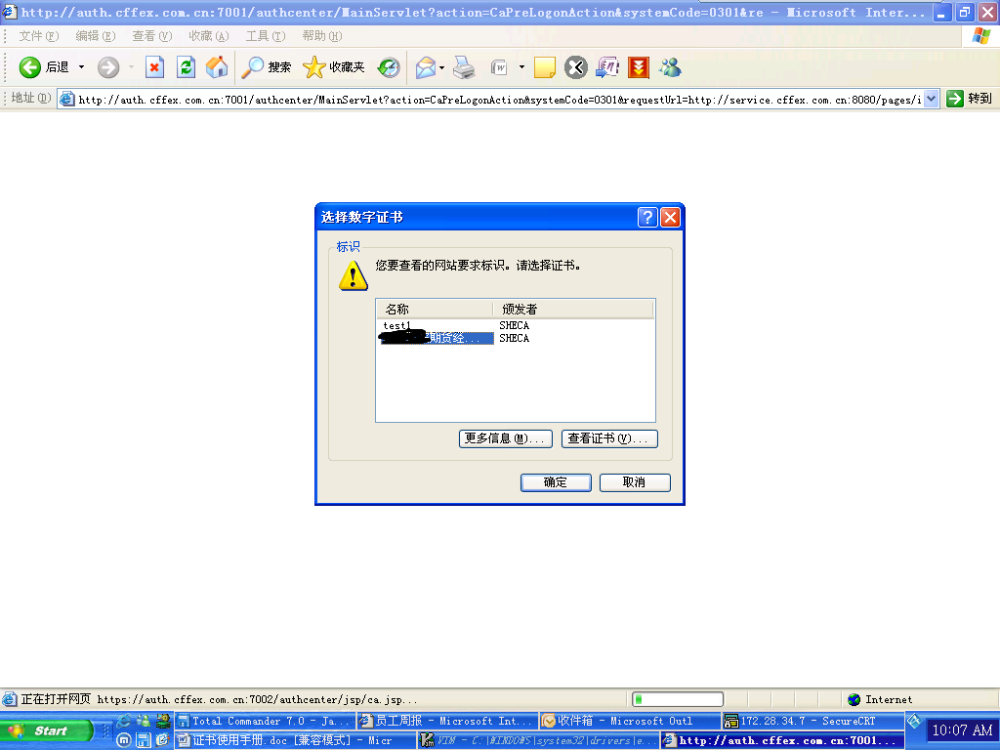 http://auth.cffex.com.cn:7001/authcenter/MainServlet?action=CaPreLogonAction&systemCode=0301&re - Microsoft Inter...
文件(F) 编辑(E) 查看(V) 收藏(A) 工具(T) 帮助(H)
后退 搜索 收藏夹
地址(D) http://auth.cffex.com.cn:7001/authcenter/MainServlet?action=CaPreLogonAction&systemCode=0301&requestUrl=http://service.cffex.com.cn:8080/pages/i 转到
选择数字证书
标识
您要查看的网站要求标识。请选择证书。
名称 颁发者
test1 SHECA
期货经... SHECA
更多信息(M)... 查看证书(V)...
确定 取消
正在打开网页 https://auth.cffex.com.cn:7002/authcenter/jsp/ca.jsp... Internet
Start
Total Commander 7.0 - Ja... 员工周报 - Microsoft Int... 收件箱 - Microsoft Outl 172.28.34.7 - SecureCRT
证书使用手册.doc [兼容模式] - Micr VIM - C:\WINDOWS\system32\drivers\e... http://auth.cffex.com.cn:7001...
10:07 AM